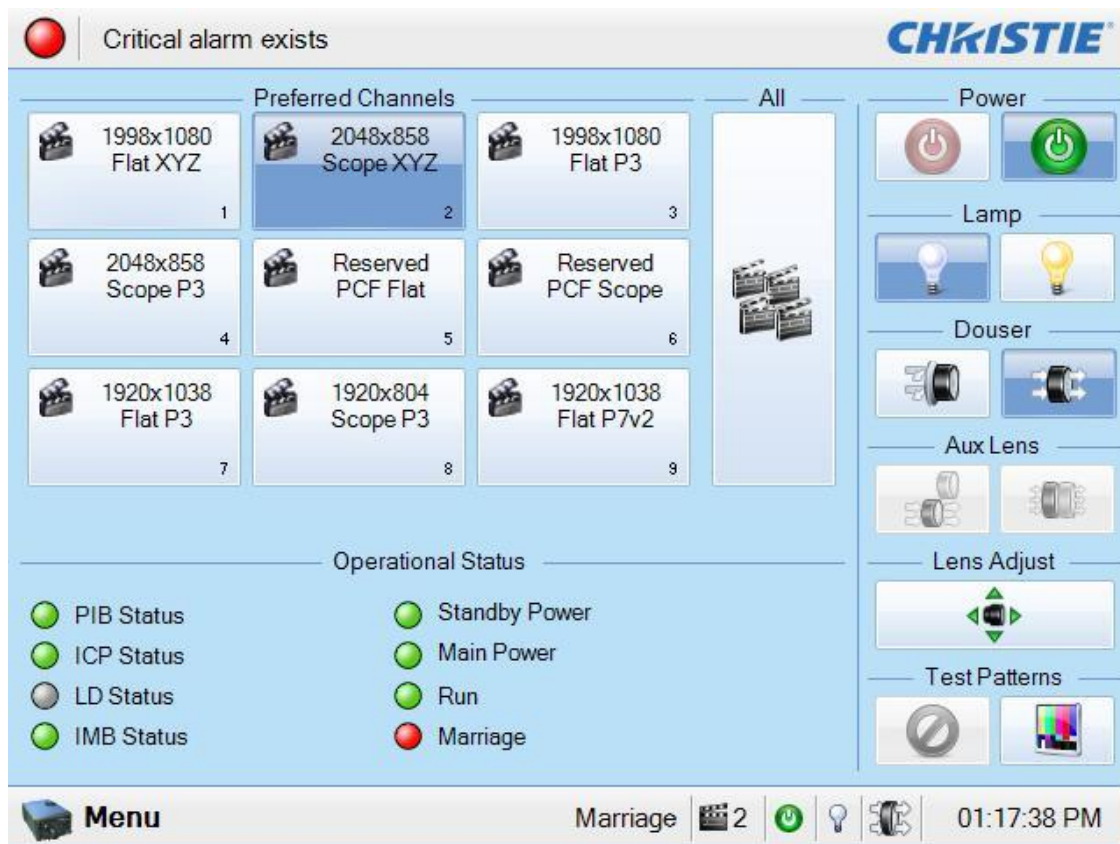 Critical alarm exists
CHRISTIE
Preferred Channels
All
Power
1998x1080
Flat XYZ
1
2048x858
Scope XYZ
2
1998x1080
Flat P3
3
Lamp
2048x858
Scope P3
4
Reserved
PCF Flat
5
Reserved
PCF Scope
6
Douser
1920x1038
Flat P3
7
1920x804
Scope P3
8
1920x1038
Flat P7v2
9
Aux Lens
Operational Status
Lens Adjust
PIB Status
Standby Power
ICP Status
Main Power
LD Status
Run
IMB Status
Marriage
Test Patterns
Menu
Marriage
2
01:17:38 PM